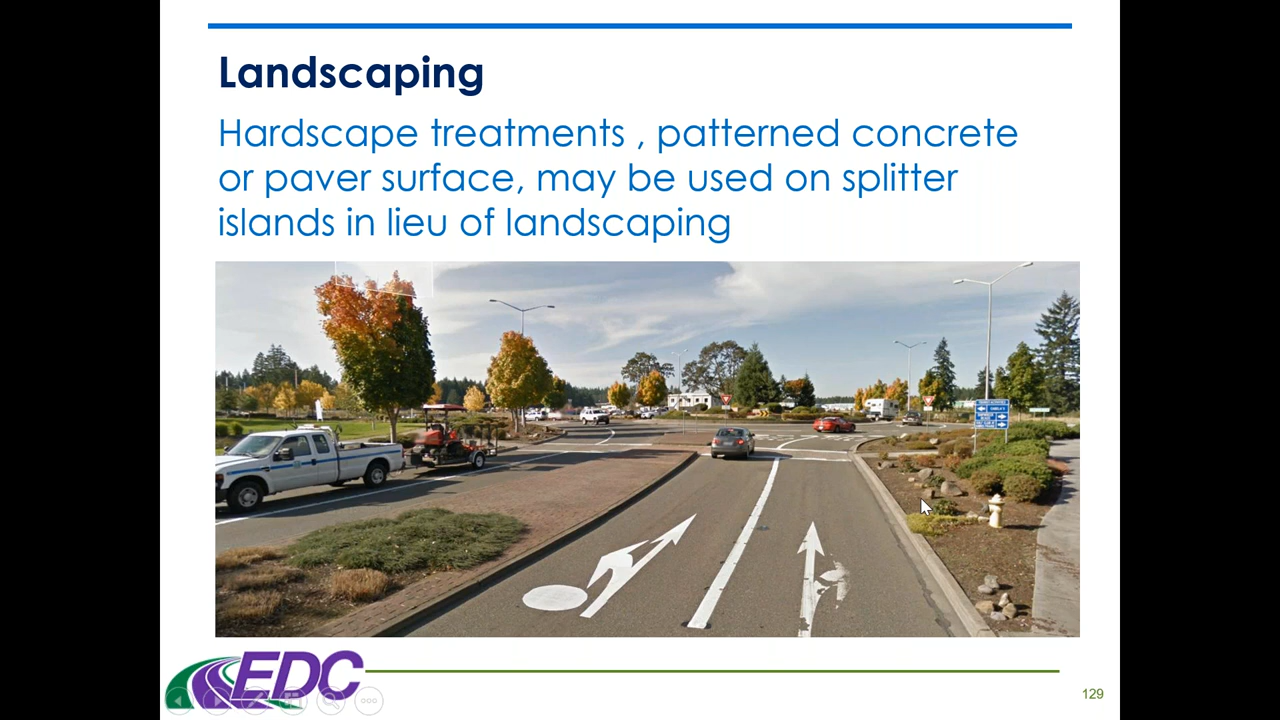 Landscaping
Hardscape treatments , patterned concrete
or paver surface, may be used on splitter
islands in lieu of landscaping
EDC
129